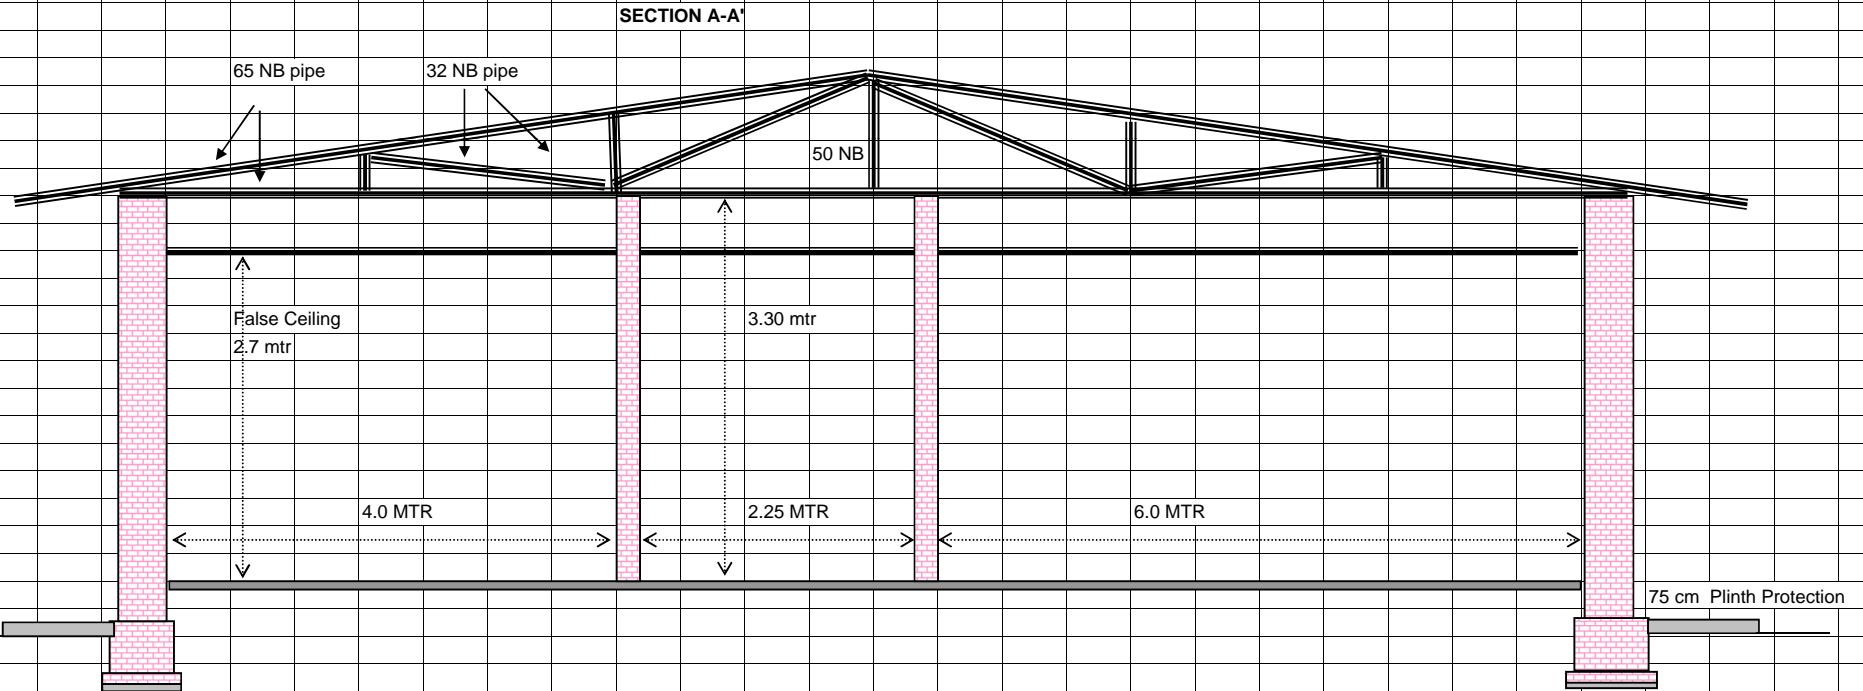 SECTION A-A'
65 NB pipe
32 NB pipe
50 NB
False Ceiling
2.7 mtr
3.30 mtr
4.0 MTR
2.25 MTR
6.0 MTR
75 cm  Plinth Protection